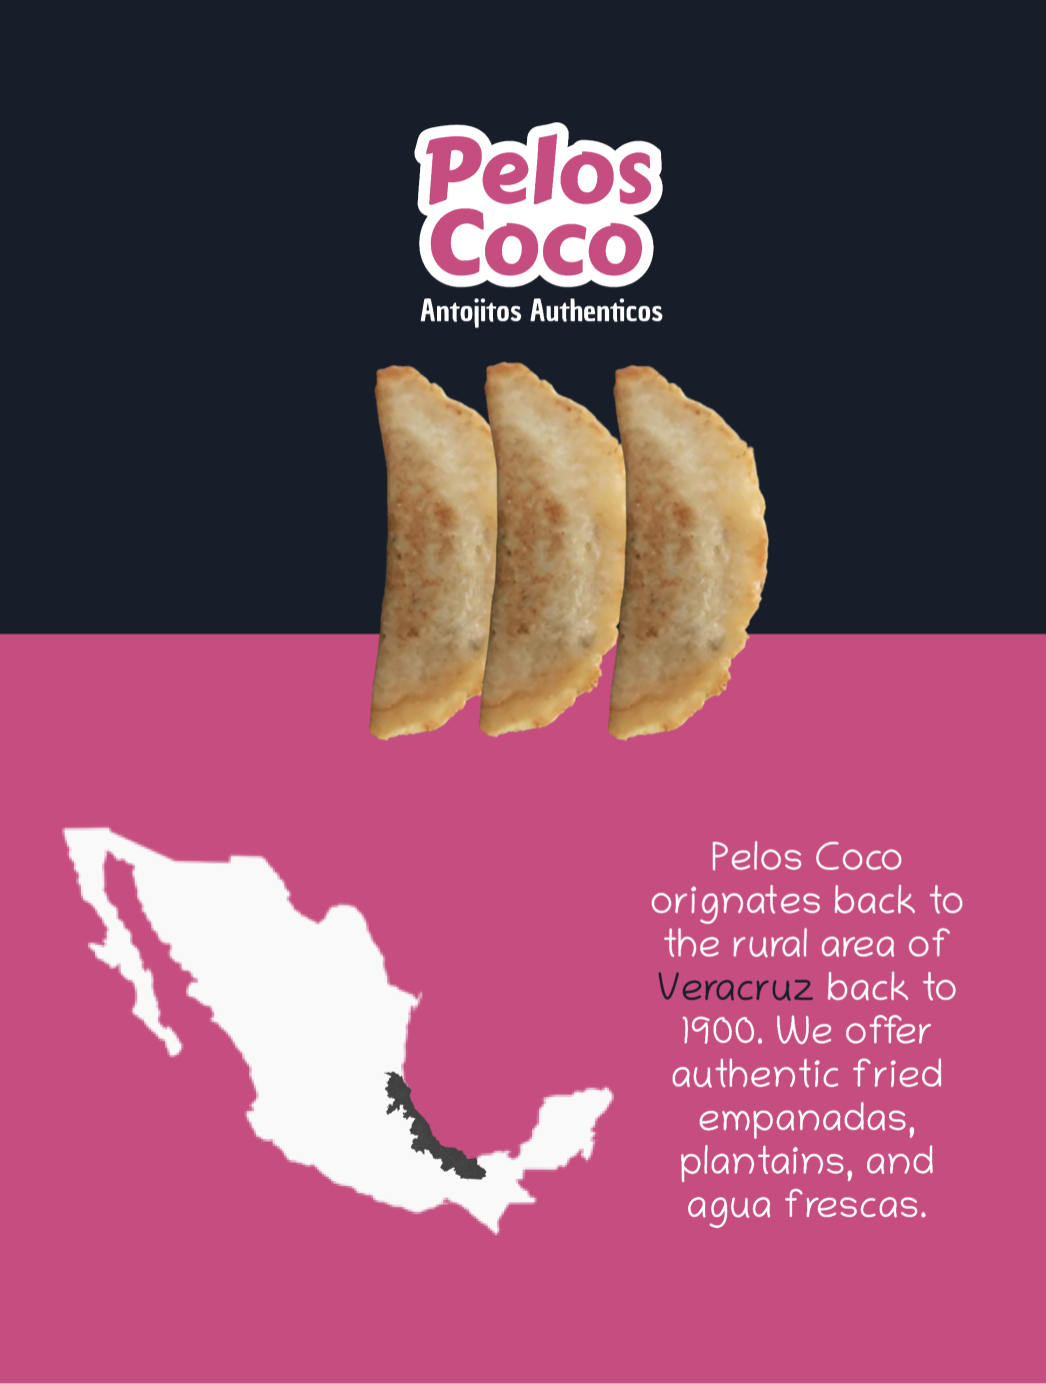 Pelos
Coco
Antojitos Authenticos
Pelos Coco
orignates back to
the rural area of
Veracruz back to
1900. We offer
authentic fried
empanadas,
plantains, and
agua frescas.